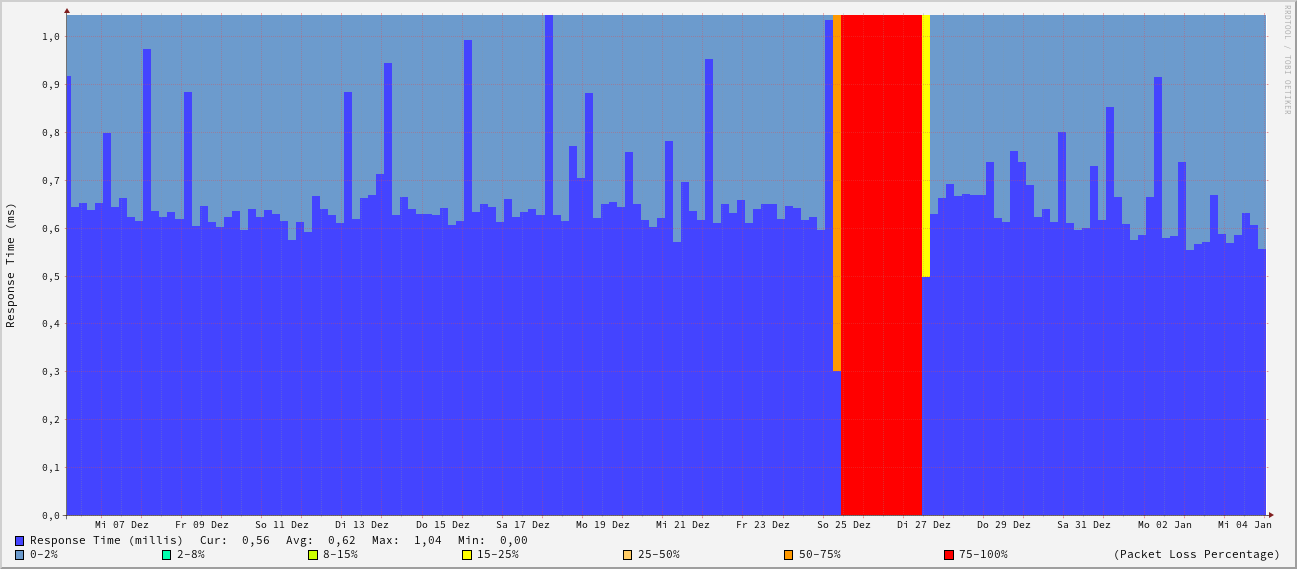 RRDTOOL / TOBI OETIKER
Response Time (ms)
1,0
0,9
0,8
0,7
0,6
0,5
0,4
0,3
0,2
0,1
0,0
Mi 07 Dez Fr 09 Dez So 11 Dez Di 13 Dez Do 15 Dez Sa 17 Dez Mo 19 Dez Mi 21 Dez Fr 23 Dez So 25 Dez Di 27 Dez Do 29 Dez Sa 31 Dez Mo 02 Jan Mi 04 Jan
Response Time (millis) Cur: 0,56 Avg: 0,62 Max: 1,04 Min: 0,00
0-2% 2-8% 8-15% 15-25% 25-50% 50-75% 75-100% (Packet Loss Percentage)